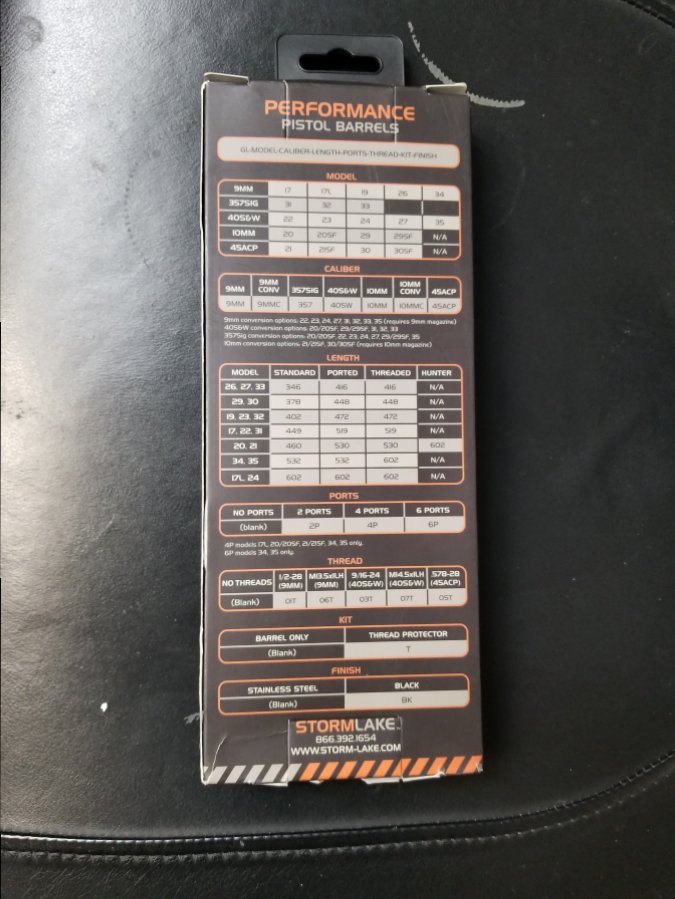 PERFORMANCE
PISTOL BARRELS
GL-MODEL-CALIBER-LENGTH-PORTS-THREAD-KIT-FINISH
MODEL
9MM 17 17L 19 26 34
357SIG 31 32 33
40S&W 22 23 24 27 35
10MM 20 20SF 29 29SF N/A
45ACP 21 21SF 30 30SF N/A
CALIBER
9MM 9MM CONV 357SIG 40S&W 10MM 10MM CONV 45ACP
9MM 9MMC 357 40SW 10MM 10MMC 45ACP
9mm conversion options: 22, 23, 24, 27, 31, 32, 33, 35 (requires 9mm magazine)
40S&W conversion options: 20/20SF, 29/29SF, 31, 32, 33
357Sig conversion options: 20/20SF, 22, 23, 24, 27, 29/29SF, 35
10mm conversion options: 21/21SF, 30/30SF (requires 10mm magazine)
LENGTH
MODEL STANDARD PORTED THREADED HUNTER
26, 27, 33 346 416 416 N/A
29, 30 378 448 448 N/A
19, 23, 32 402 472 472 N/A
17, 22, 31 449 519 519 N/A
20, 21 460 530 530 602
34, 35 532 532 602 N/A
17L, 24 602 602 602 N/A
PORTS
NO PORTS 2 PORTS 4 PORTS 6 PORTS
(blank) 2P 4P 6P
4P models 17L, 20/20SF, 21/21SF, 34, 35 only.
6P models 34, 35 only.
THREAD
NO THREADS 1/2-28 (9MM) M13.5x1LH (9MM) 9/16-24 (40S&W) M14.5x1LH (40S&W) .578-28 (45ACP)
(Blank) 01T 06T 03T 07T 05T
KIT
BARREL ONLY THREAD PROTECTOR
(Blank) T
FINISH
STAINLESS STEEL BLACK
(Blank) BK
STORMLAKE
866.392.1654
WWW.STORM-LAKE.COM